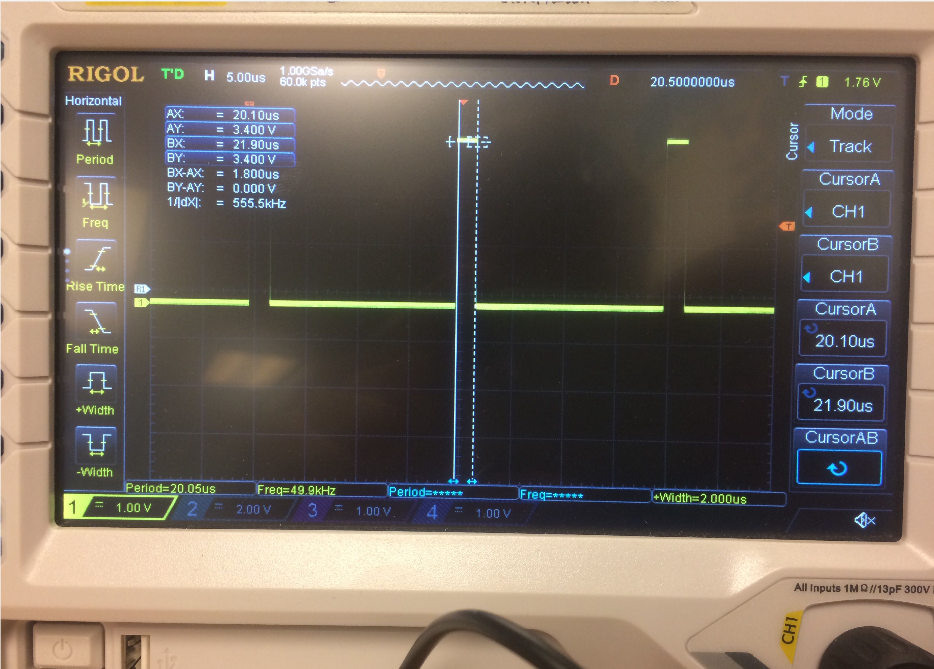 RIGOL T'D H 5.00us 1.00GSa/s 60.0k pts D 20.5000000us T 1 1.76 V
Horizontal
Period
Freq
Rise Time
Fall Time
+Width
-Width
AX: = 20.10us
AY: = 3.400 V
BX: = 21.90us
BY: = 3.400 V
BX-AX: = 1.800us
BY-AY: = 0.000 V
1/|dX|: = 555.5kHz
T
R1
1
Cursor
Mode
Track
CursorA
CH1
CursorB
CH1
CursorA
20.10us
CursorB
21.90us
CursorAB
Period=20.05us Freq=49.9kHz Period=***** Freq=***** +Width=2.000us
1 = 1.00 V 2 = 2.00 V 3 = 1.00 V 4 = 1.00 V
All Inputs 1MΩ//13pF 300V
CH1